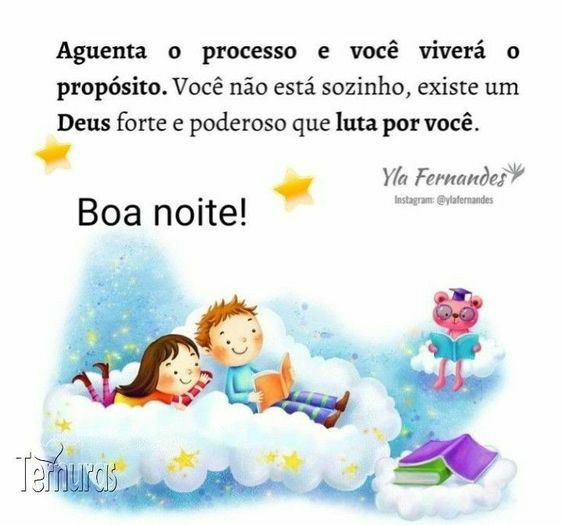 Aguenta o processo e você viverá o
propósito. Você não está sozinho, existe um
Deus forte e poderoso que luta por você.
Yla Fernandes
Instagram: @ylafernandes
Boa noite!
Ternuras